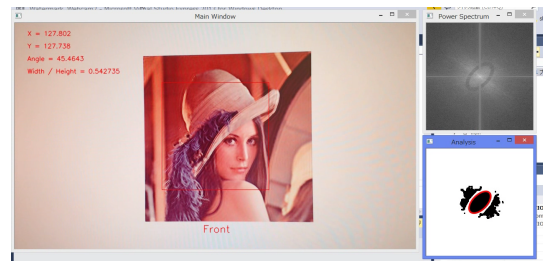 Main Window
X = 127.802
Y = 127.738
Angle = 45.4643
Width / Height = 0.542735
Front
Power Spectrum
Analysis